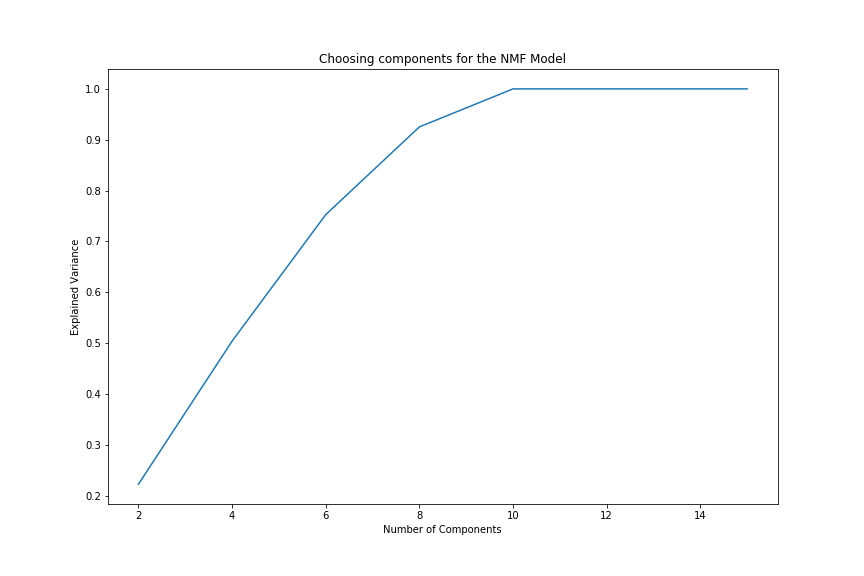 Choosing components for the NMF Model
1.0
0.9
0.8
0.7
0.6
0.5
0.4
0.3
0.2
Explained Variance
2 4 6 8 10 12 14
Number of Components